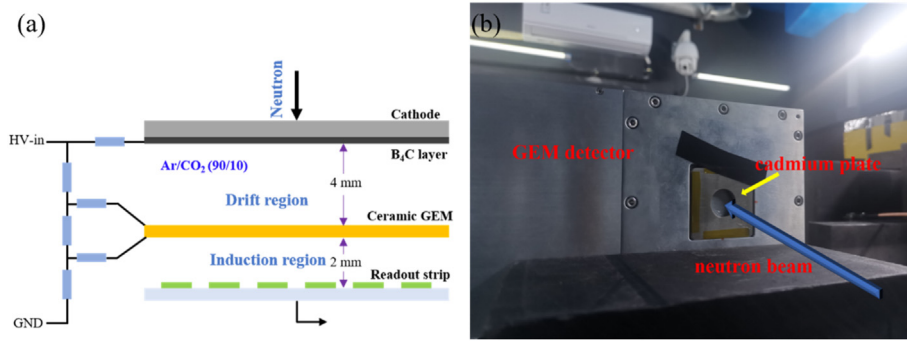 (a)
Neutron
Cathode
HV-in
B₄C layer
Ar/CO₂ (90/10)
4 mm
Drift region
Ceramic GEM
Induction region
2 mm
Readout strip
GND
(b)
GEM detector
cadmium plate
neutron beam